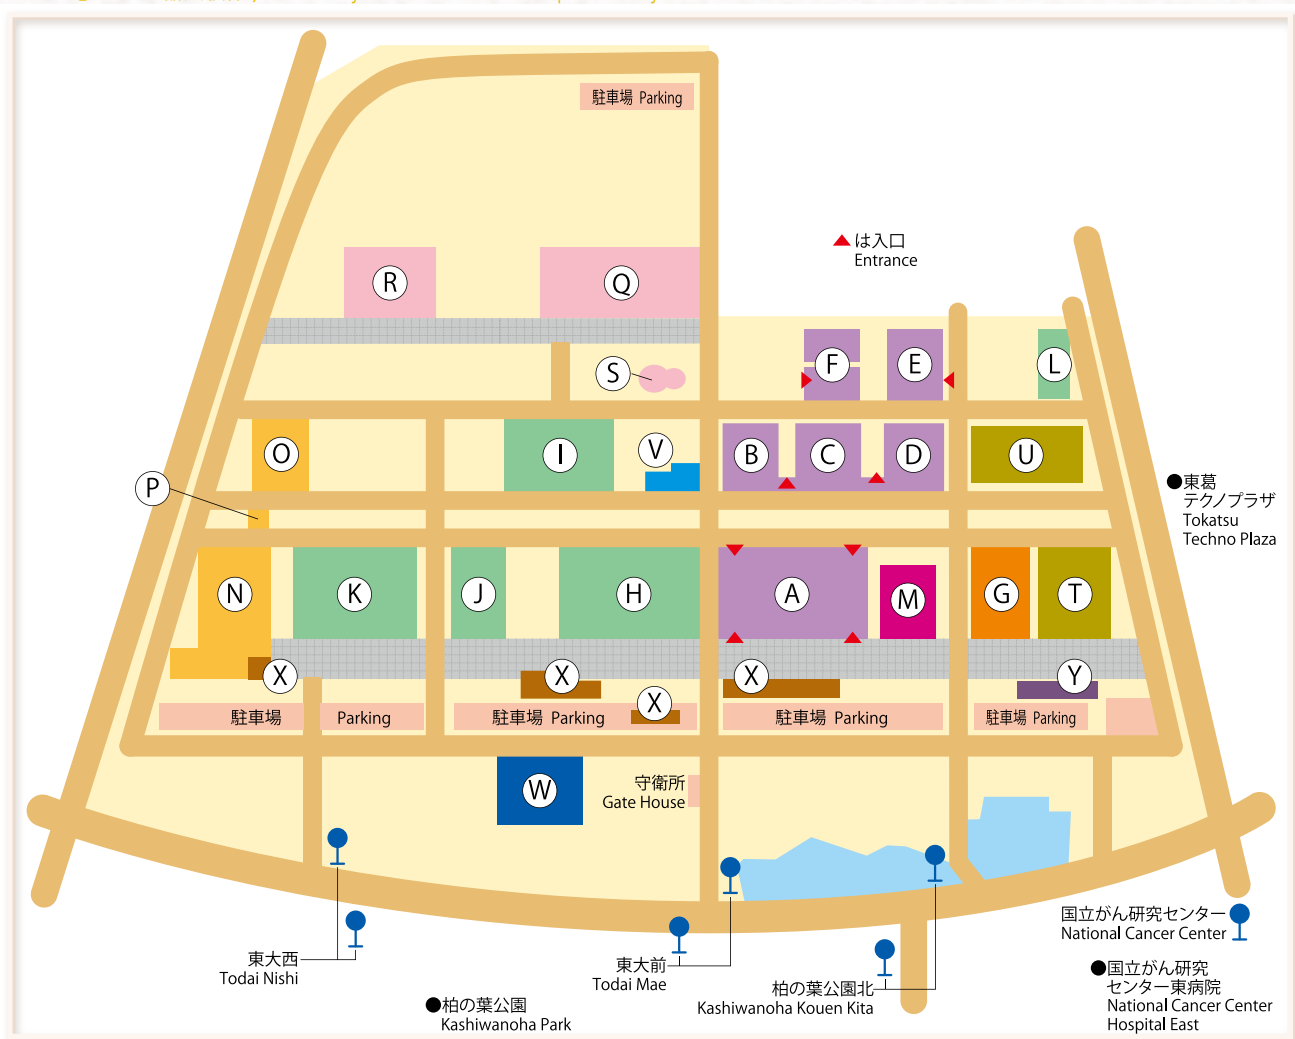 駐車場 Parking
は入口
Entrance
R
Q
S
F
E
L
O
I
V
B
C
D
U
P
東葛
テクノプラザ
Tokatsu
Techno Plaza
N
K
J
H
A
M
G
T
X
X
X
X
Y
駐車場 Parking
駐車場 Parking
駐車場 Parking
駐車場 Parking
W
守衛所
Gate House
東大西
Todai Nishi
東大前
Todai Mae
柏の葉公園北
Kashiwanoha Kouen Kita
国立がん研究センター
National Cancer Center
柏の葉公園
Kashiwanoha Park
国立がん研究
センター東病院
National Cancer Center
Hospital East